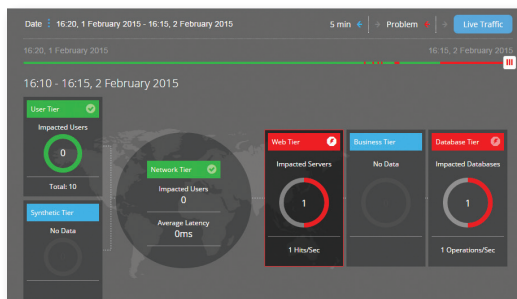 Date : 16:20, 1 February 2015 - 16:15, 2 February 2015
5 min
Problem
Live Traffic
16:20, 1 February 2015
16:15, 2 February 2015
16:10 - 16:15, 2 February 2015
User Tier
Impacted Users
0
Total: 10
Synthetic Tier
No Data
Network Tier
Impacted Users
0
Average Latency
0ms
Web Tier
Impacted Servers
1
1 Hits/Sec
Business Tier
No Data
Database Tier
Impacted Databases
1
1 Operations/Sec